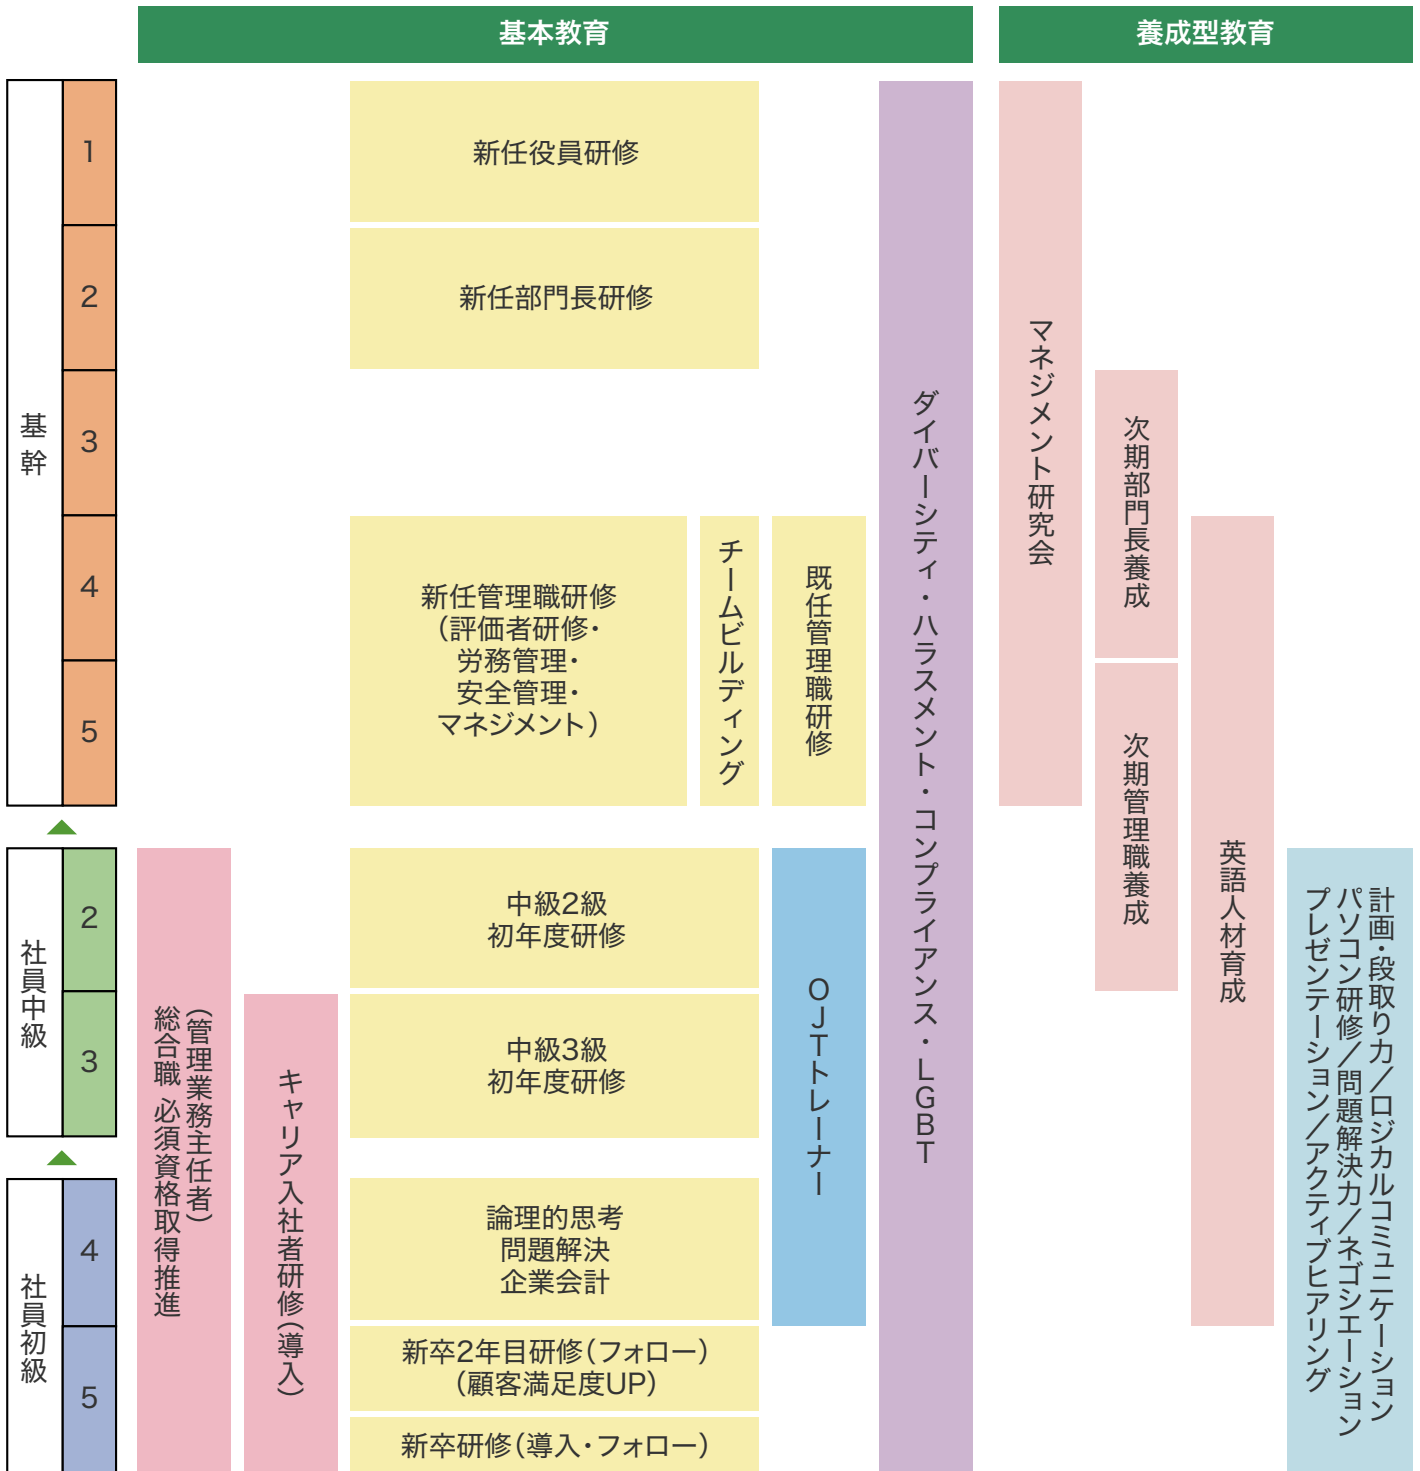 基本教育
養成型教育
基幹
1
2
3
4
5
新任役員研修
新任部門長研修
新任管理職研修
（評価者研修・
労務管理・
安全管理・
マネジメント）
チームビルディング
既任管理職研修
ダイバーシティ・ハラスメント・コンプライアンス・LGBT
マネジメント研究会
次期部門長養成
次期管理職養成
英語人材育成
計画・段取り力／ロジカルコミュニケーション
パソコン研修／問題解決力／ネゴシエーション
プレゼンテーション／アクティブヒアリング
社員中級
2
3
（管理業務主任者）
総合職 必須資格取得推進
キャリア入社者研修（導入）
中級2級
初年度研修
中級3級
初年度研修
OJTトレーナー
社員初級
4
5
論理的思考
問題解決
企業会計
新卒2年目研修（フォロー）
（顧客満足度UP）
新卒研修（導入・フォロー）